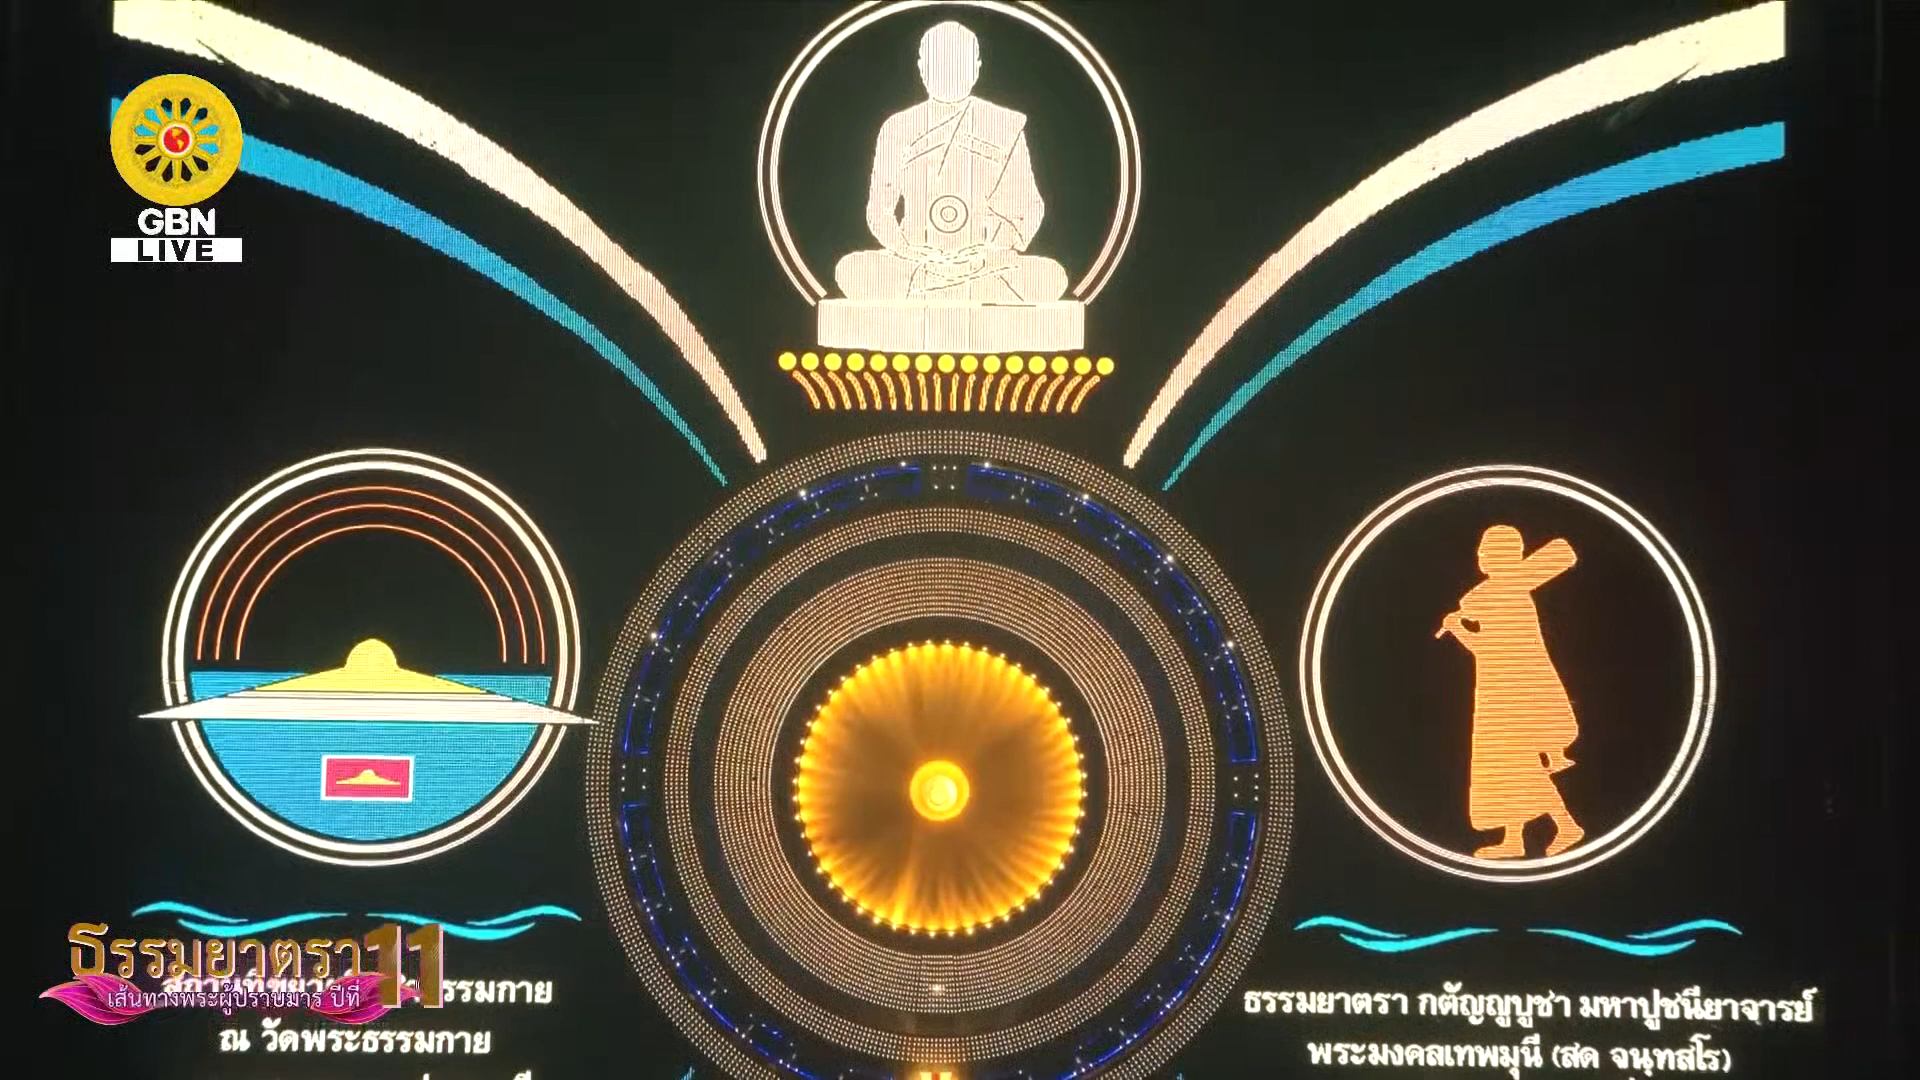 GBN
LIVE
ธรรมยาตรา 11
เส้นทางพระผู้ปราบมาร ปีที่
ธรรมกาย
ณ วัดพระธรรมกาย
ธรรมยาตรา กตัญญูบูชา มหาปูชนียาจารย์
พระมงคลเทพมุนี (สด จนฺทสโร)